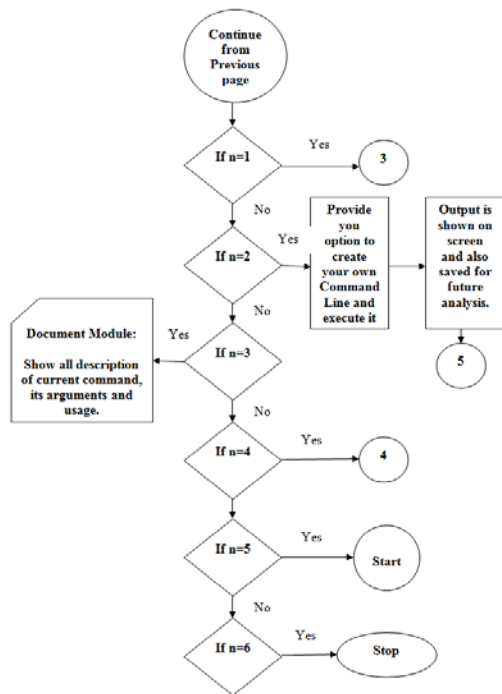 Continue
from
Previous
page
If n=1
Yes
3
No
If n=2
Yes
Provide
you
option to
create
your own
Command
Line and
execute it
Output is
shown on
screen
and also
saved for
future
analysis.
5
No
If n=3
Yes
Document Module:
Show all description
of current command,
its arguments and
usage.
No
If n=4
Yes
4
If n=5
Yes
Start
No
If n=6
Yes
Stop